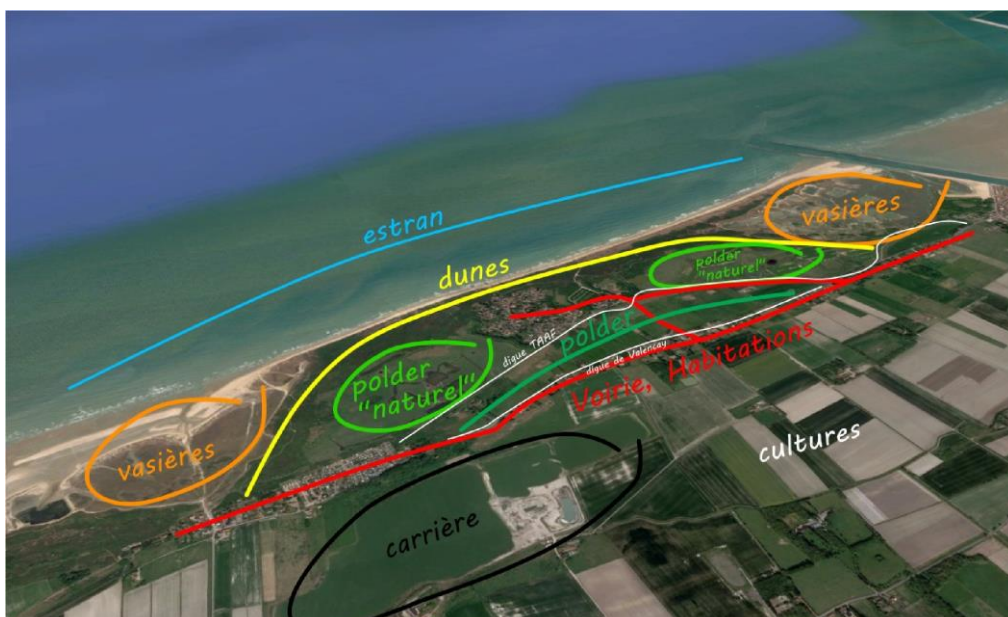 estran
vasières
dunes
polder
"naturel"
polder
digue TAAF
digue de Valençay
polder
"naturel"
Voirie, Habitations
vasières
cultures
carrière